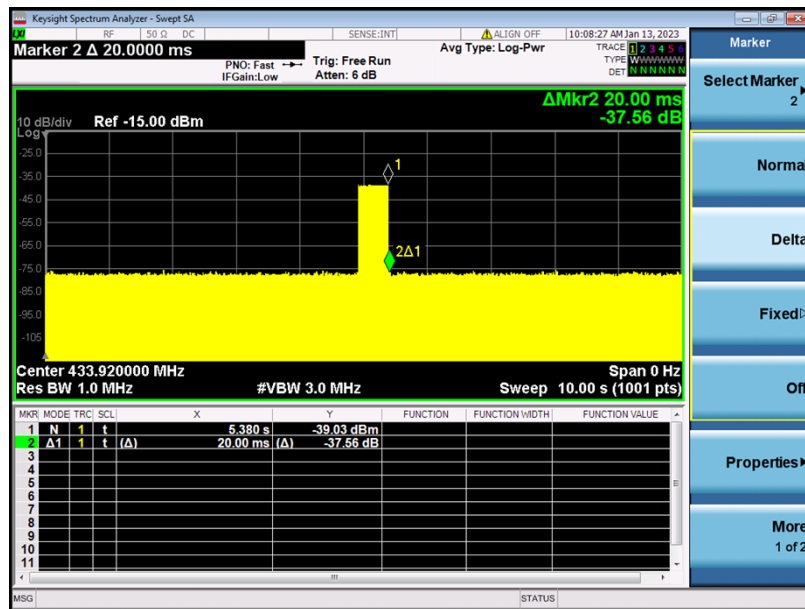 Keysight Spectrum Analyzer - Swept SA
LXI RF 50 Ω DC SENSE:INT ALIGN OFF 10:08:27 AM Jan 13, 2023
Marker 2 Δ 20.0000 ms
PNO: Fast
IFGain:Low
Trig: Free Run
Atten: 6 dB
Avg Type: Log-Pwr
TRACE 1 2 3 4 5 6
TYPE W W W W W W
DET N N N N N N
ΔMkr2 20.00 ms
-37.56 dB
10 dB/div Ref -15.00 dBm
Log
-25.0
-35.0
-45.0
-55.0
-65.0
-75.0
-85.0
-95.0
-105
1
2Δ1
Center 433.920000 MHz Span 0 Hz
Res BW 1.0 MHz #VBW 3.0 MHz Sweep 10.00 s (1001 pts)
MKR MODE TRC SCL X Y FUNCTION FUNCTION WIDTH FUNCTION VALUE
1 N 1 t 5.380 s -39.03 dBm
2 Δ1 1 t (Δ) 20.00 ms (Δ) -37.56 dB
3
4
5
6
7
8
9
10
11
MSG STATUS
Marker
Select Marker
2
Normal
Delta
Fixed
Off
Properties
More
1 of 2